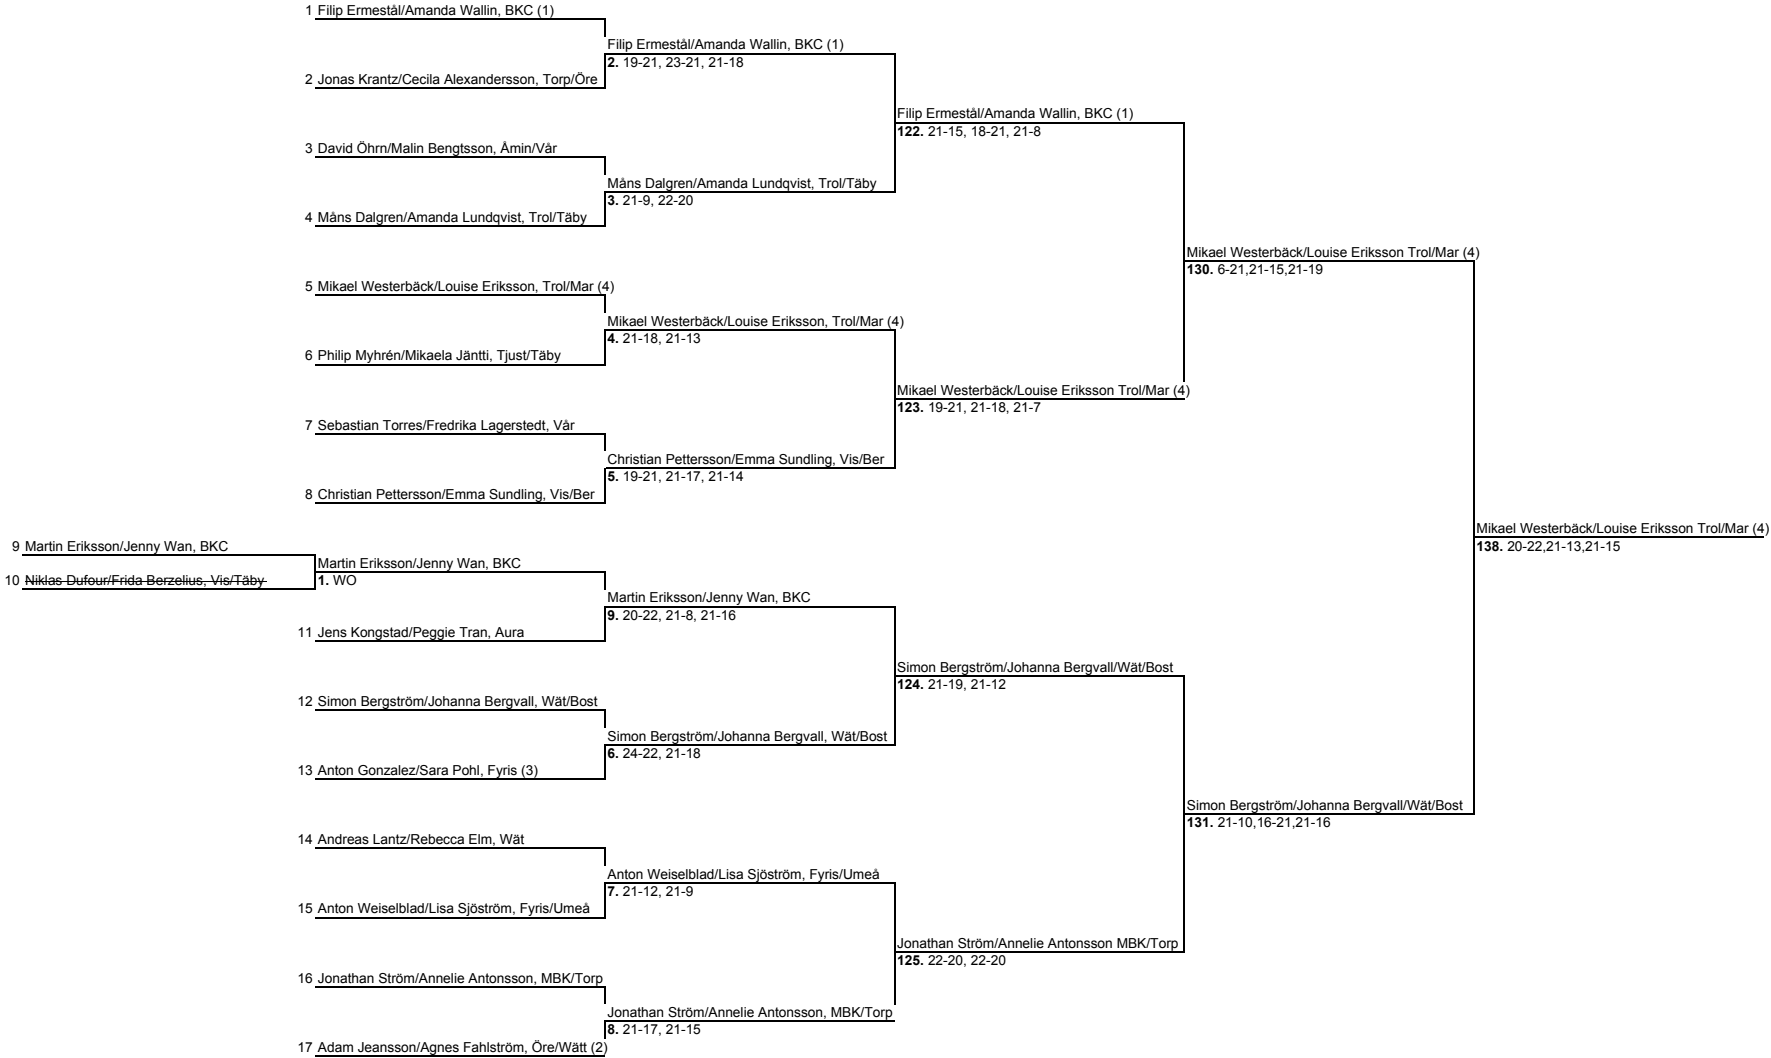 1 Filip Ermestål/Amanda Wallin, BKC (1)
Filip Ermestål/Amanda Wallin, BKC (1)
2. 19-21, 23-21, 21-18
2 Jonas Krantz/Cecila Alexandersson, Torp/Öre
Filip Ermestål/Amanda Wallin, BKC (1)
122. 21-15, 18-21, 21-8
3 David Öhrn/Malin Bengtsson, Åmin/Vår
Måns Dalgren/Amanda Lundqvist, Trol/Täby
3. 21-9, 22-20
4 Måns Dalgren/Amanda Lundqvist, Trol/Täby
Mikael Westerbäck/Louise Eriksson Trol/Mar (4)
130. 6-21,21-15,21-19
5 Mikael Westerbäck/Louise Eriksson, Trol/Mar (4)
Mikael Westerbäck/Louise Eriksson, Trol/Mar (4)
4. 21-18, 21-13
6 Philip Myhrén/Mikaela Jäntti, Tjust/Täby
Mikael Westerbäck/Louise Eriksson Trol/Mar (4)
123. 19-21, 21-18, 21-7
7 Sebastian Torres/Fredrika Lagerstedt, Vår
Christian Pettersson/Emma Sundling, Vis/Ber
5. 19-21, 21-17, 21-14
8 Christian Pettersson/Emma Sundling, Vis/Ber
Mikael Westerbäck/Louise Eriksson Trol/Mar (4)
138. 20-22,21-13,21-15
9 Martin Eriksson/Jenny Wan, BKC
Martin Eriksson/Jenny Wan, BKC
10 Niklas Dufour/Frida Berzelius, Vis/Täby
1. WO
Martin Eriksson/Jenny Wan, BKC
9. 20-22, 21-8, 21-16
11 Jens Kongstad/Peggie Tran, Aura
Simon Bergström/Johanna Bergvall/Wät/Bost
124. 21-19, 21-12
12 Simon Bergström/Johanna Bergvall, Wät/Bost
Simon Bergström/Johanna Bergvall, Wät/Bost
6. 24-22, 21-18
13 Anton Gonzalez/Sara Pohl, Fyris (3)
Simon Bergström/Johanna Bergvall/Wät/Bost
131. 21-10,16-21,21-16
14 Andreas Lantz/Rebecca Elm, Wät
Anton Weiselblad/Lisa Sjöström, Fyris/Umeå
7. 21-12, 21-9
15 Anton Weiselblad/Lisa Sjöström, Fyris/Umeå
Jonathan Ström/Annelie Antonsson MBK/Torp
125. 22-20, 22-20
16 Jonathan Ström/Annelie Antonsson, MBK/Torp
Jonathan Ström/Annelie Antonsson, MBK/Torp
8. 21-17, 21-15
17 Adam Jeansson/Agnes Fahlström, Öre/Wätt (2)